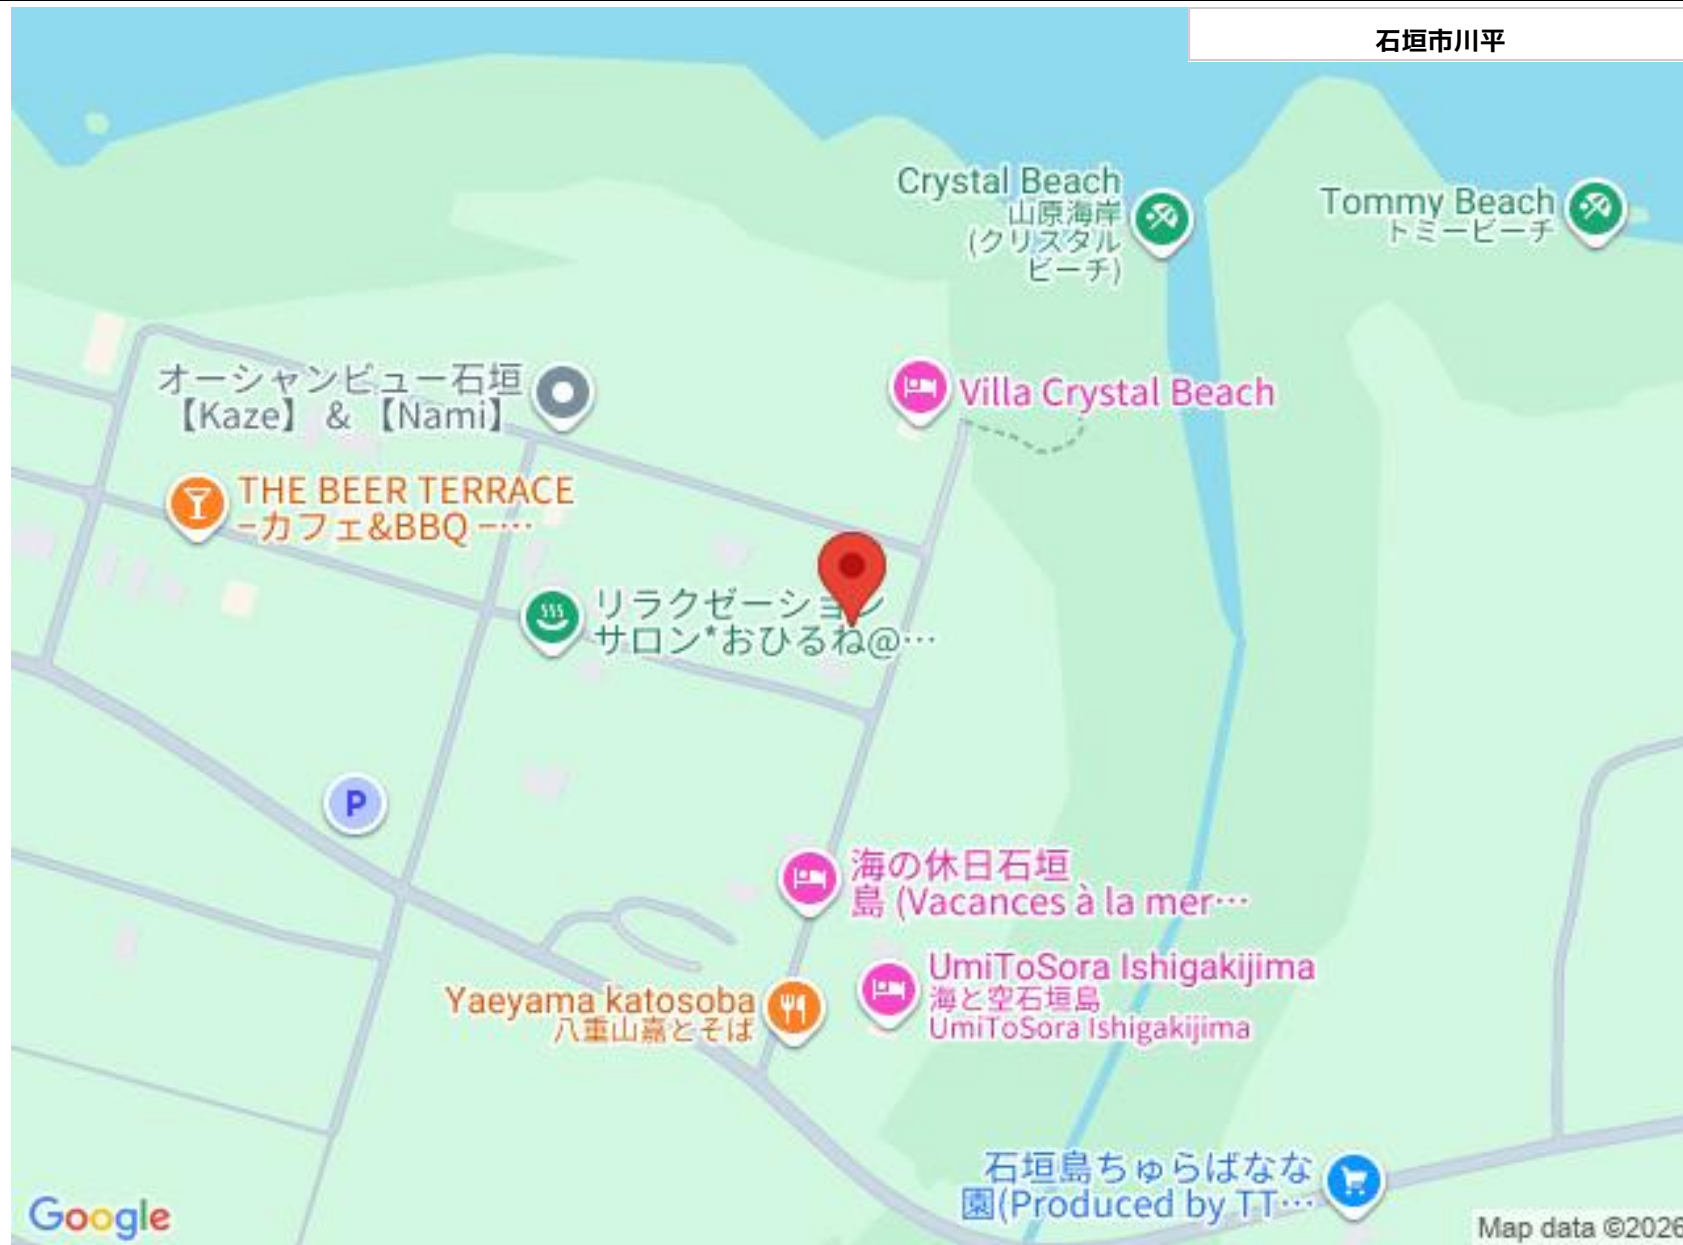 石垣市川平
Crystal Beach
山原海岸
(クリスタル
ビーチ)
Tommy Beach
トミービーチ
オーシャンビュー石垣
【Kaze】 & 【Nami】
Villa Crystal Beach
THE BEER TERRACE
−カフェ&BBQ −…
リラクゼーション
サロン*おひるね@…
P
海の休日石垣
島 (Vacances à la mer…
UmiToSora Ishigakijima
海と空石垣島
UmiToSora Ishigakijima
Yaeyama katosoba
八重山嘉とそば
石垣島ちゅらばなな
園(Produced by TT…
Google
Map data ©2026